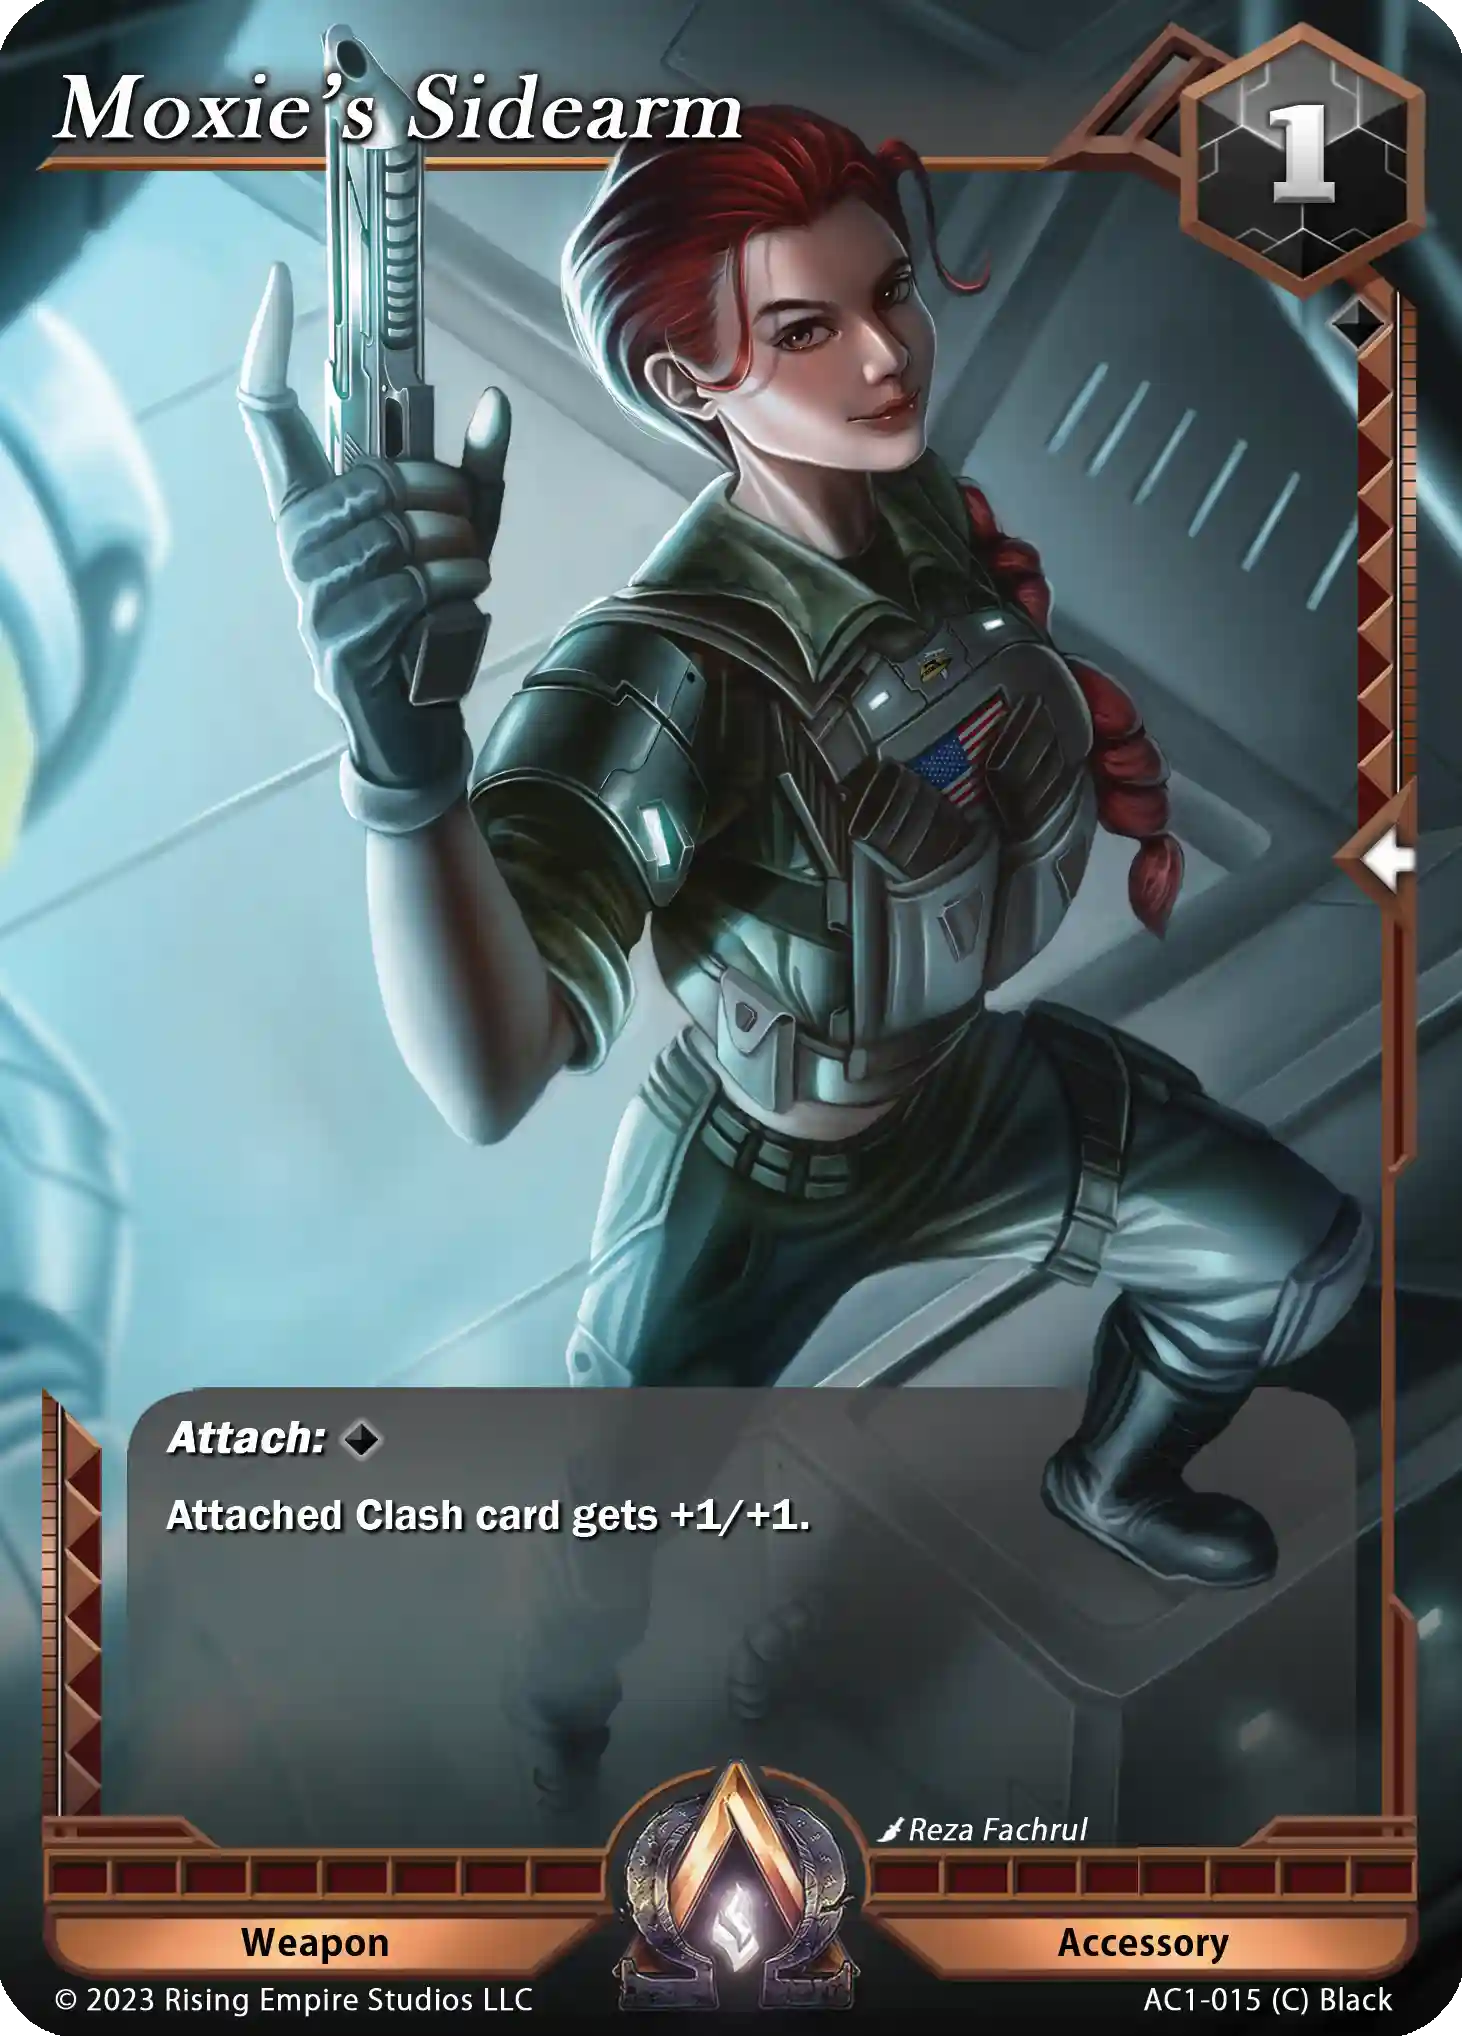 Moxie’s Sidearm
1
Attach:
Attached Clash card gets +1/+1.
Reza Fachrul
Weapon
Accessory
© 2023 Rising Empire Studios LLC
AC1-015 (C) Black